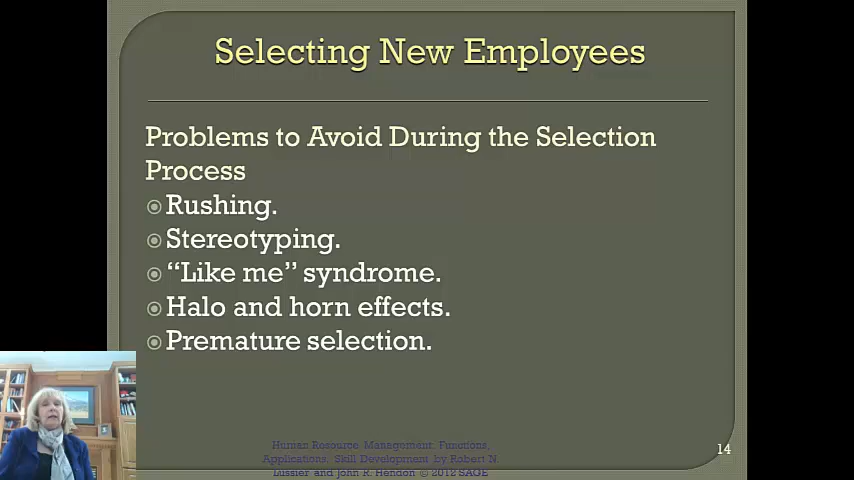 Selecting New Employees
Problems to Avoid During the Selection
Process
Rushing.
Stereotyping.
“Like me” syndrome.
Halo and horn effects.
Premature selection.
Human Resource Management: Functions,
Applications, Skill Development by Robert N.
Lussier and John R. Hendon © 2012 SAGE
14